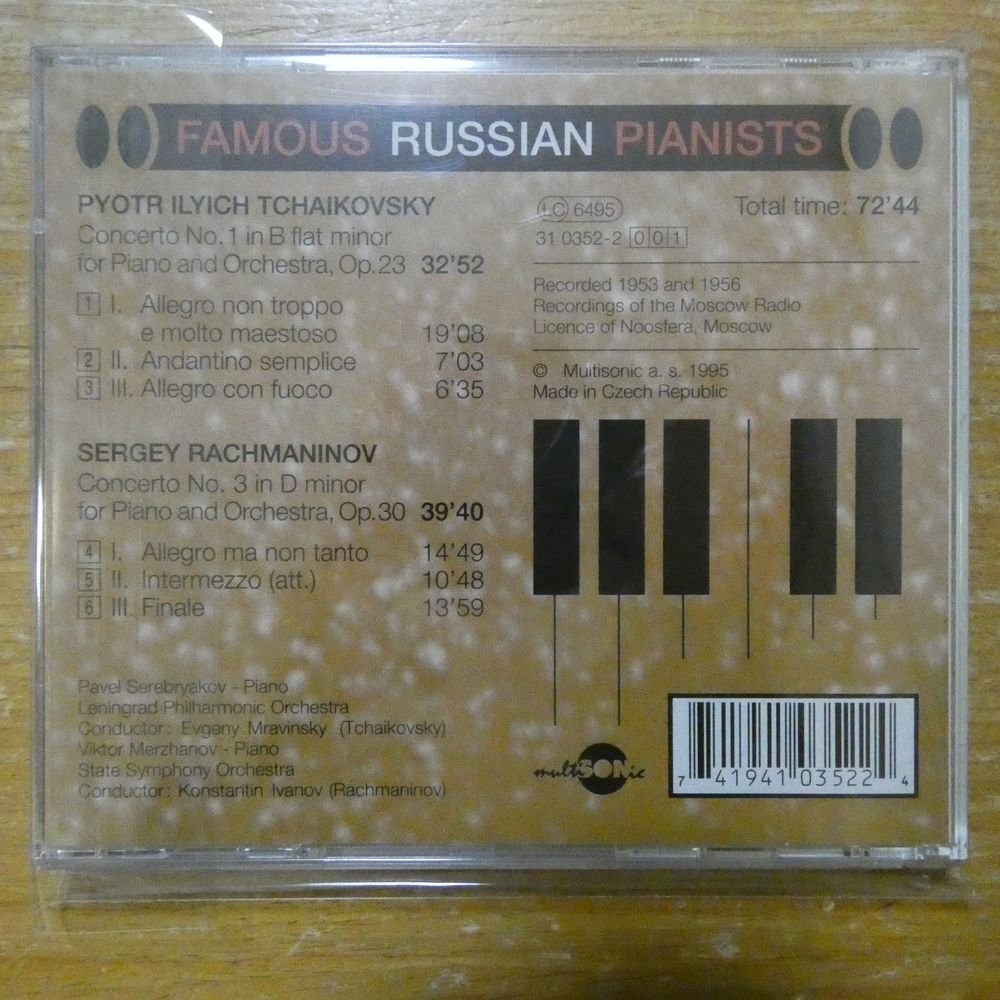 FAMOUS RUSSIAN PIANISTS
PYOTR ILYICH TCHAIKOVSKY
Concerto No. 1 in B flat minor
for Piano and Orchestra, Op.23 32'52
1 I. Allegro non troppo
e molto maestoso 19'08
2 II. Andantino semplice 7'03
3 III. Allegro con fuoco 6'35
SERGEY RACHMANINOV
Concerto No. 3 in D minor
for Piano and Orchestra, Op.30 39'40
4 I. Allegro ma non tanto 14'49
5 II. Intermezzo (att.) 10'48
6 III. Finale 13'59
Pavel Serebryakov - Piano
Leningrad Philharmonic Orchestra
Conductor: Evgeny Mravinsky (Tchaikovsky)
Viktor Merzhanov - Piano
State Symphony Orchestra
Conductor: Konstantin Ivanov (Rachmaninov)
LC 6495 Total time: 72'44
31 0352-2 001
Recorded 1953 and 1956
Recordings of the Moscow Radio
Licence of Noosfera, Moscow
© Multisonic a. s. 1995
Made in Czech Republic
multiSONic
7 41941 03522 4